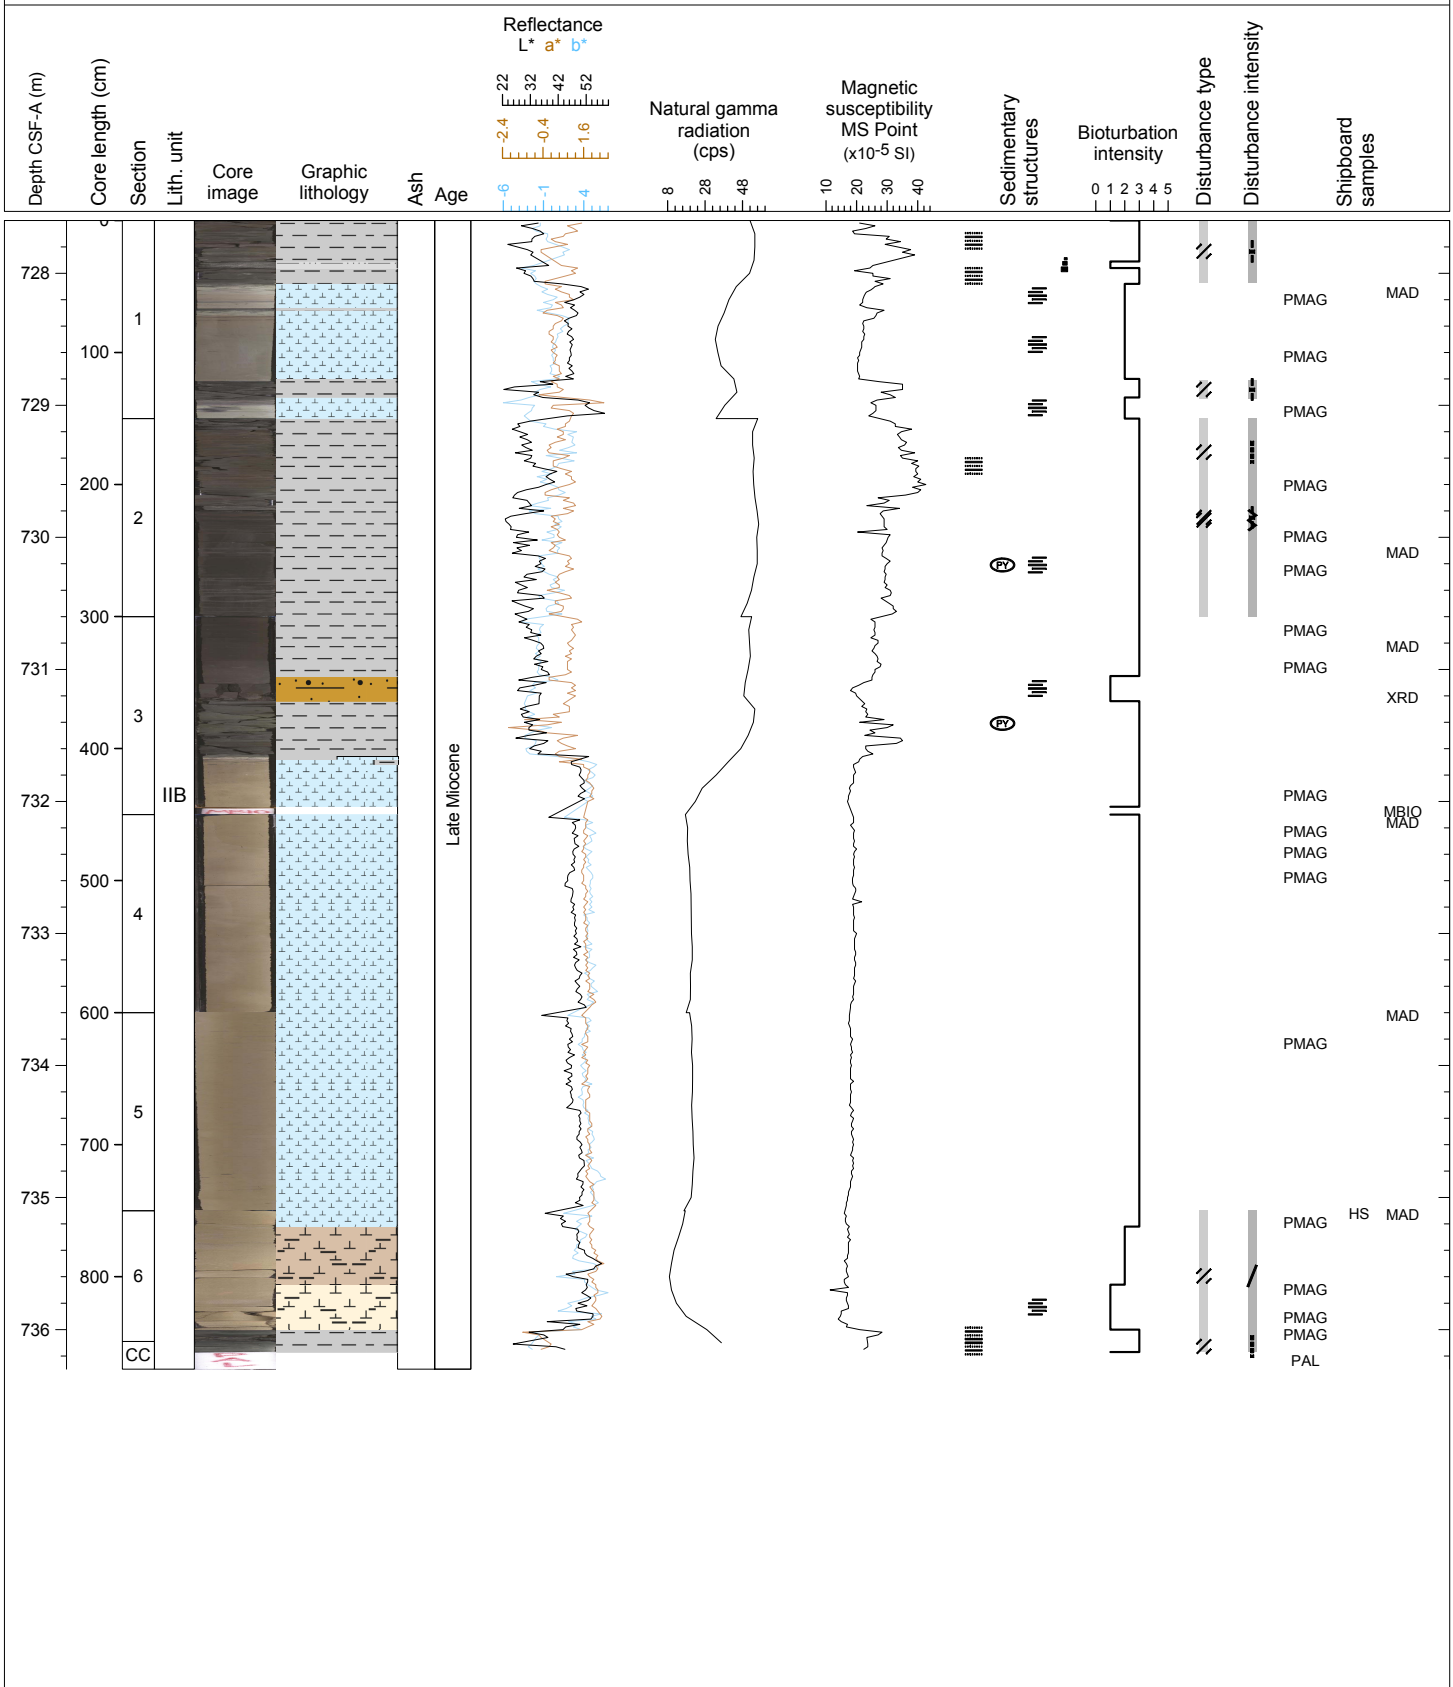 Depth CSF-A (m)
Core length (cm)
Section
Lith. unit
Core
image
Graphic
lithology
Ash
Age
Reflectance
L* a* b*
22 32 42 52
-2.4 -0.4 1.6
-6 -1 4
Natural gamma
radiation
(cps)
8 28 48
Magnetic
susceptibility
MS Point
(x10-5 SI)
10 20 30 40
Sedimentary
structures
Bioturbation
intensity
0 1 2 3 4 5
Disturbance type
Disturbance intensity
Shipboard
samples
0
728
MAD
PMAG
1
100
PMAG
729
PMAG
200
PMAG
2
730
PMAG
MAD
PY
PMAG
300
PMAG
MAD
731
PMAG
XRD
3
PY
400
Late Miocene
IIB
732
PMAG
MBIO
MAD
PMAG
PMAG
500
PMAG
4
733
600
MAD
PMAG
734
5
700
735
HS
MAD
PMAG
800
6
PMAG
PMAG
736
PMAG
CC
PAL